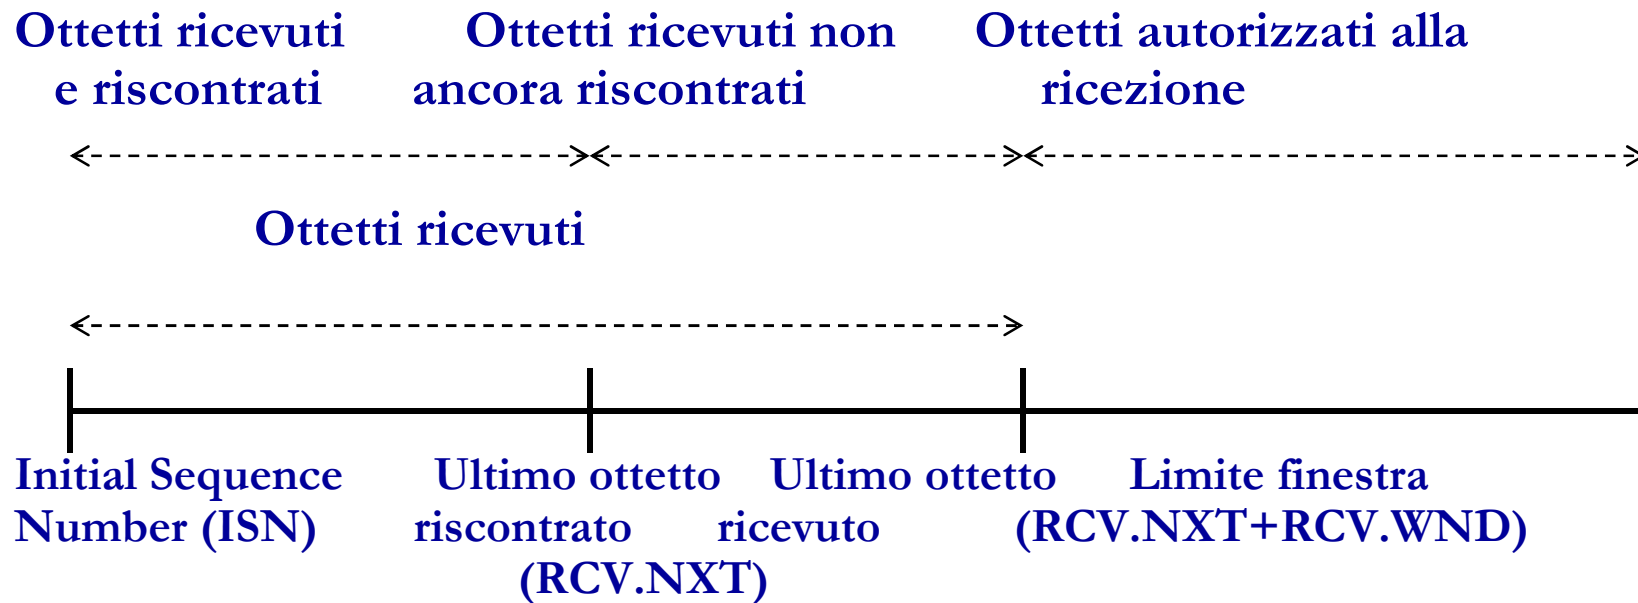 Ottetti ricevuti
e riscontrati
Ottetti ricevuti non
ancora riscontrati
Ottetti autorizzati alla
ricezione
Ottetti ricevuti
Initial Sequence
Number (ISN)
Ultimo ottetto
riscontrato
(RCV.NXT)
Ultimo ottetto
ricevuto
Limite finestra
(RCV.NXT+RCV.WND)